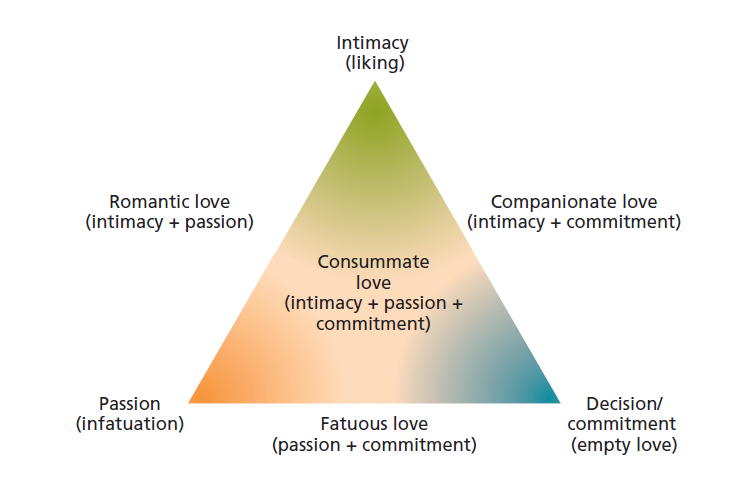 Intimacy
(liking)
Romantic love
(intimacy + passion)
Companionate love
(intimacy + commitment)
Consummate
love
(intimacy + passion +
commitment)
Passion
(infatuation)
Fatuous love
(passion + commitment)
Decision/
commitment
(empty love)